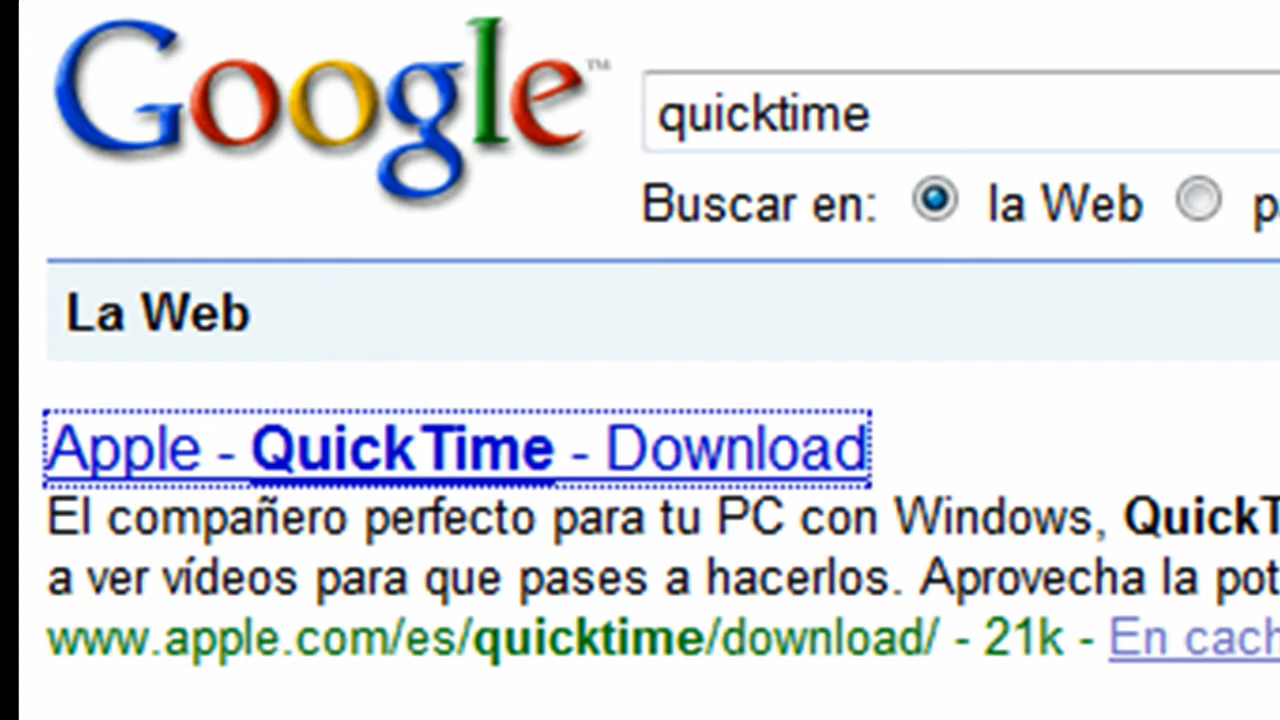 Google™
quicktime
Buscar en: la Web
La Web
Apple - QuickTime - Download
El compañero perfecto para tu PC con Windows, QuickT
a ver vídeos para que pases a hacerlos. Aprovecha la pot
www.apple.com/es/quicktime/download/ - 21k - En cach